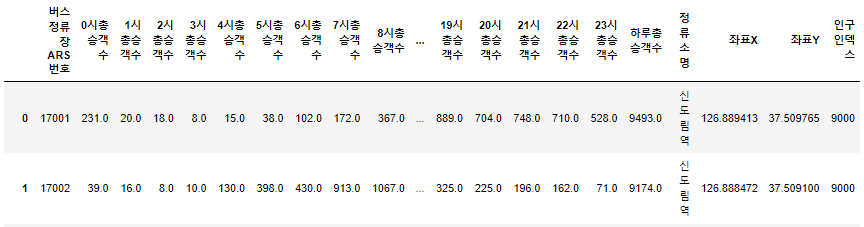 버스정류장ARS번호 0시총승객수 1시총승객수 2시총승객수 3시총승객수 4시총승객수 5시총승객수 6시총승객수 7시총승객수 8시총승객수 ... 19시총승객수 20시총승객수 21시총승객수 22시총승객수 23시총승객수 하루총승객수 정류소명 좌표X 좌표Y 인구인덱스
0 17001 231.0 20.0 18.0 8.0 15.0 38.0 102.0 172.0 367.0 ... 889.0 704.0 748.0 710.0 528.0 9493.0 신도림역 126.889413 37.509765 9000
1 17002 39.0 16.0 8.0 10.0 130.0 398.0 430.0 913.0 1067.0 ... 325.0 225.0 196.0 162.0 71.0 9174.0 신도림역 126.888472 37.509100 9000